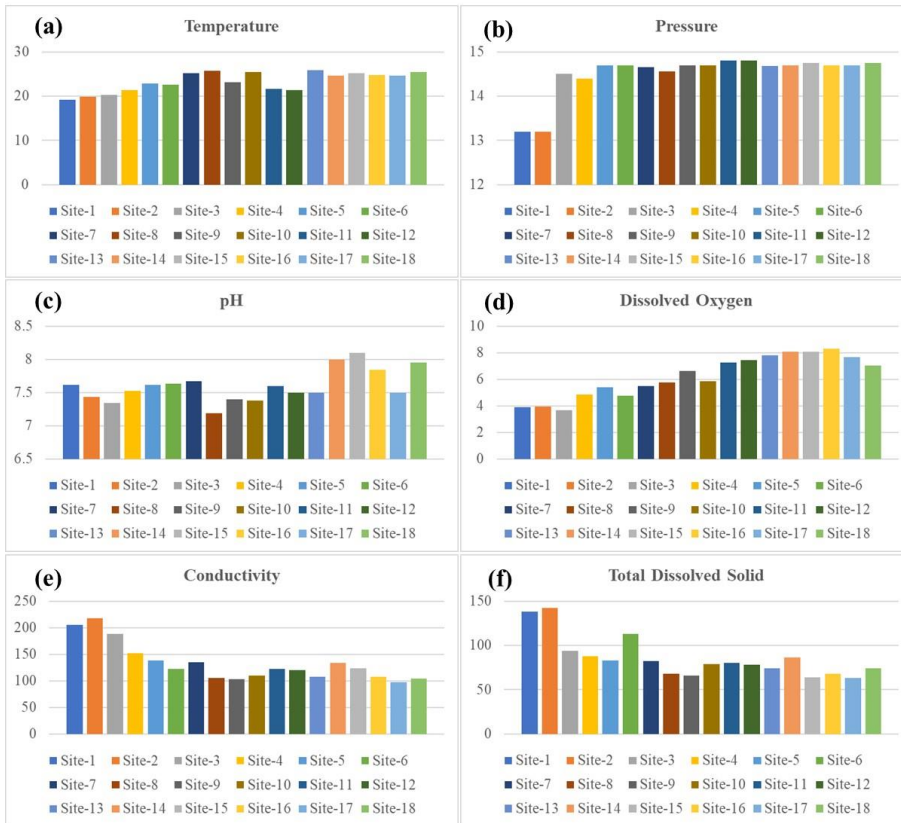 (a) Temperature
30
20
10
0
Site-1 Site-2 Site-3 Site-4 Site-5 Site-6
Site-7 Site-8 Site-9 Site-10 Site-11 Site-12
Site-13 Site-14 Site-15 Site-16 Site-17 Site-18
(b) Pressure
15
14
13
12
Site-1 Site-2 Site-3 Site-4 Site-5 Site-6
Site-7 Site-8 Site-9 Site-10 Site-11 Site-12
Site-13 Site-14 Site-15 Site-16 Site-17 Site-18
(c) pH
8.5
8
7.5
7
6.5
Site-1 Site-2 Site-3 Site-4 Site-5 Site-6
Site-7 Site-8 Site-9 Site-10 Site-11 Site-12
Site-13 Site-14 Site-15 Site-16 Site-17 Site-18
(d) Dissolved Oxygen
10
8
6
4
2
0
Site-1 Site-2 Site-3 Site-4 Site-5 Site-6
Site-7 Site-8 Site-9 Site-10 Site-11 Site-12
Site-13 Site-14 Site-15 Site-16 Site-17 Site-18
(e) Conductivity
250
200
150
100
50
0
Site-1 Site-2 Site-3 Site-4 Site-5 Site-6
Site-7 Site-8 Site-9 Site-10 Site-11 Site-12
Site-13 Site-14 Site-15 Site-16 Site-17 Site-18
(f) Total Dissolved Solid
150
100
50
0
Site-1 Site-2 Site-3 Site-4 Site-5 Site-6
Site-7 Site-8 Site-9 Site-10 Site-11 Site-12
Site-13 Site-14 Site-15 Site-16 Site-17 Site-18